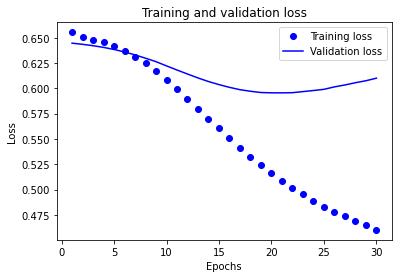 Training and validation loss
Training loss
Validation loss
0.650
0.625
0.600
0.575
0.550
0.525
0.500
0.475
Loss
0 5 10 15 20 25 30
Epochs